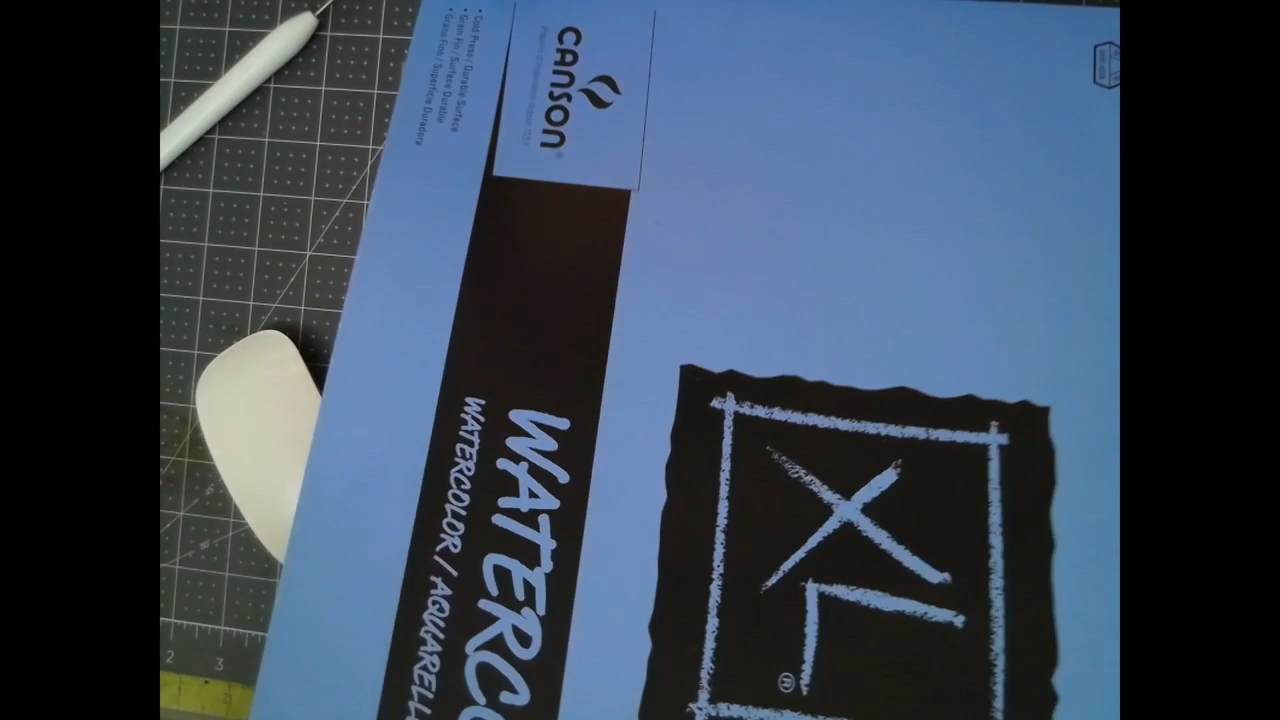 CANSON®
• Cold Press / Durable Surface
• Grain Fin / Surface Durable
• Grano Fino / Superficie Duradera
WATERCO
WATERCOLOR / AQUARELL
XL®
2 3